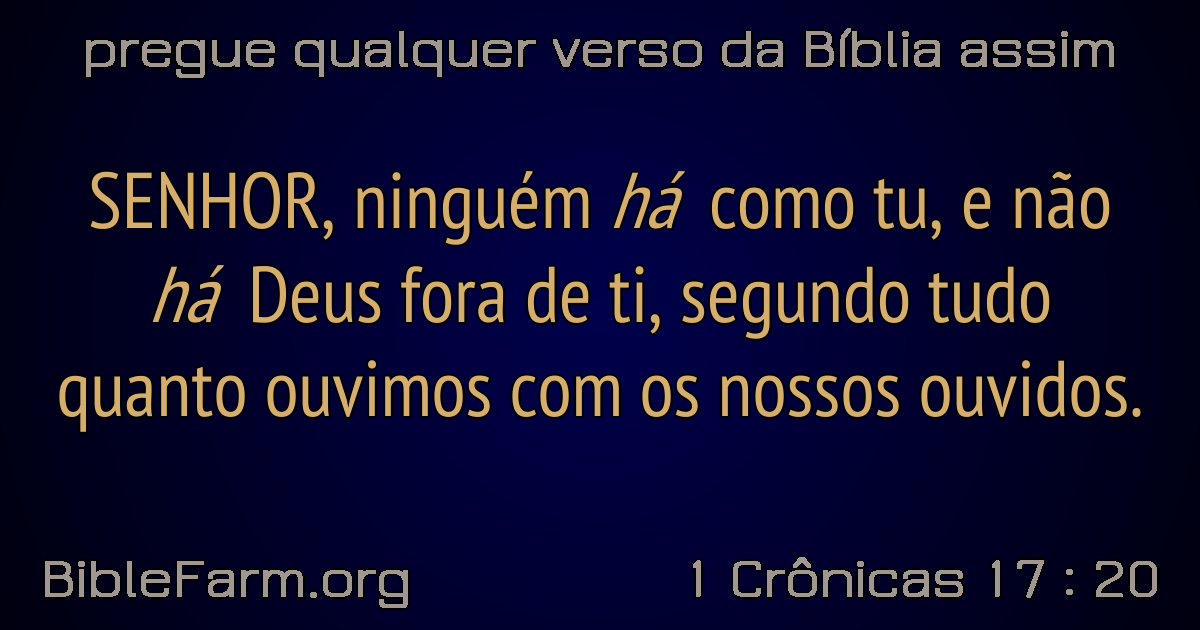 pregue qualquer verso da Bíblia assim
SENHOR, ninguém há como tu, e não
há Deus fora de ti, segundo tudo
quanto ouvimos com os nossos ouvidos.
BibleFarm.org
1 Crônicas 17 : 20